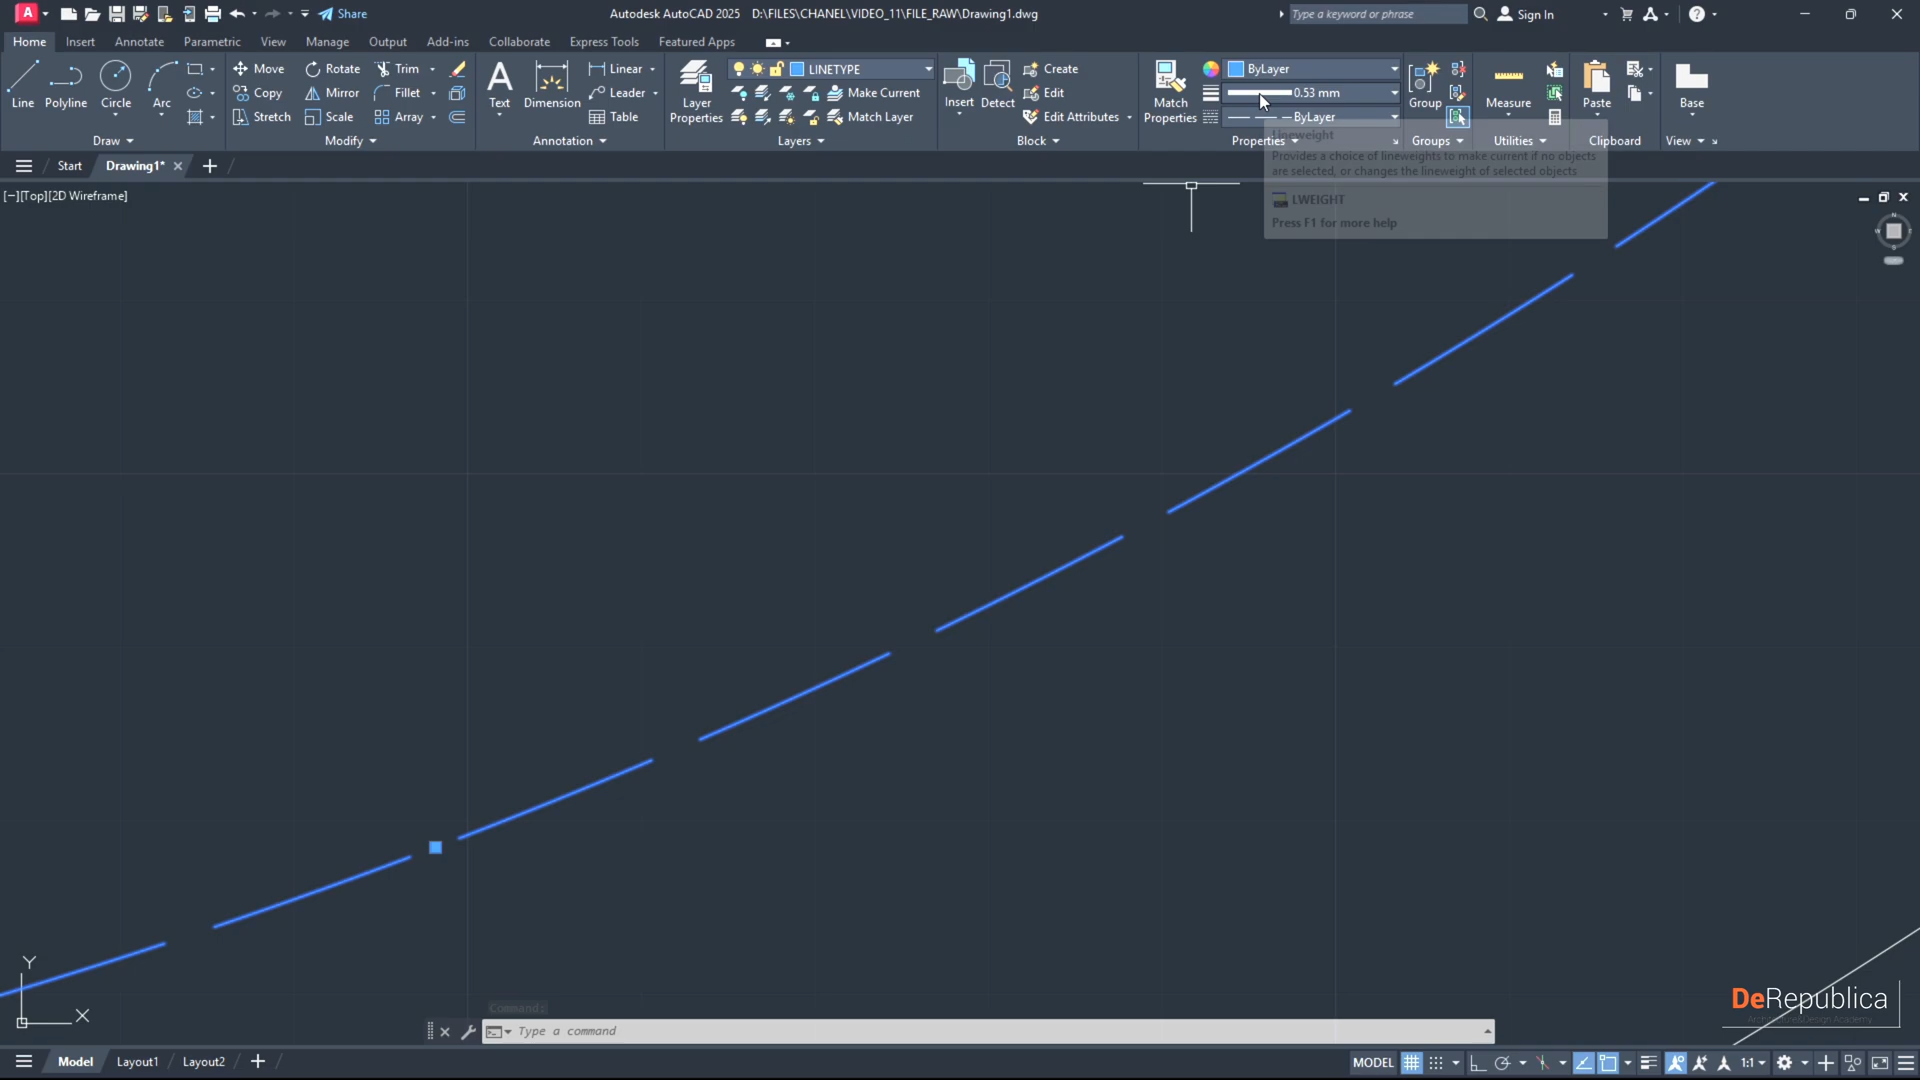 Share
Autodesk AutoCAD 2025 D:\FILES\CHANEL\VIDEO_11\FILE_RAW\Drawing1.dwg
Type a keyword or phrase
Sign In
Home Insert Annotate Parametric View Manage Output Add-ins Collaborate Express Tools Featured Apps
Line Polyline Circle Arc
Draw
Move Rotate Trim
Copy Mirror Fillet
Stretch Scale Array
Modify
Text Dimension
Linear
Leader
Table
Annotation
Layer Properties
LINETYPE
Make Current
Match Layer
Layers
Insert Detect
Create
Edit
Edit Attributes
Block
Match Properties
ByLayer
0.53 mm
ByLayer
Properties
Group
Groups
Measure
Utilities
Paste
Clipboard
Base
View
Start Drawing1*
Lineweight
Provides a choice of lineweights to make current if no objects
are selected, or changes the lineweight of selected objects
LWEIGHT
Press F1 for more help
[−][Top][2D Wireframe]
N
W
S
Y
X
Command:
Type a command
DeRepublica
Architecture&Design Academy
Model Layout1 Layout2
MODEL
1:1